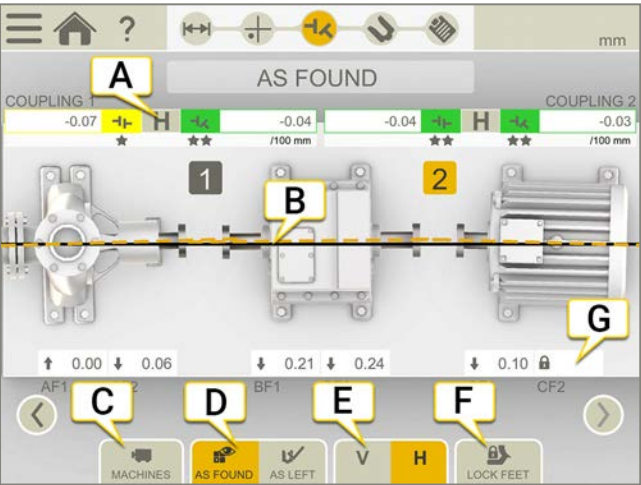 ?
mm
A
AS FOUND
COUPLING 1
COUPLING 2
-0.07 H -0.04
-0.04 H -0.03
/100 mm
/100 mm
1
2
B
G
0.00 0.06
0.21 0.24
0.10
AF1
BF1
CF2
C
D
E
F
MACHINES
AS FOUND
AS LEFT
V
H
LOCK FEET